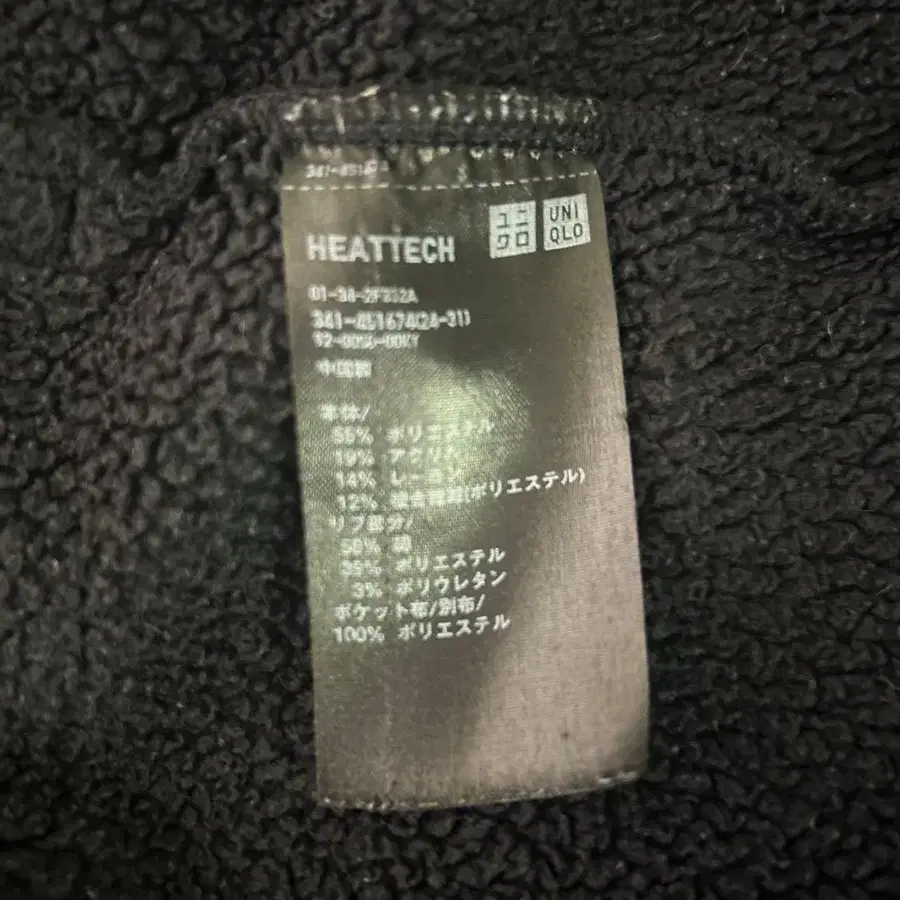 ユニ
クロ
UNI
QLO
HEATTECH
341-451674(24-31)
中国製
本体/
55% ポリエステル
19% アクリル
14% レーヨン
12% 複合繊維(ポリエステル)
リブ部分/
綿
ポリエステル
3% ポリウレタン
ポケット布/別布/
100% ポリエステル